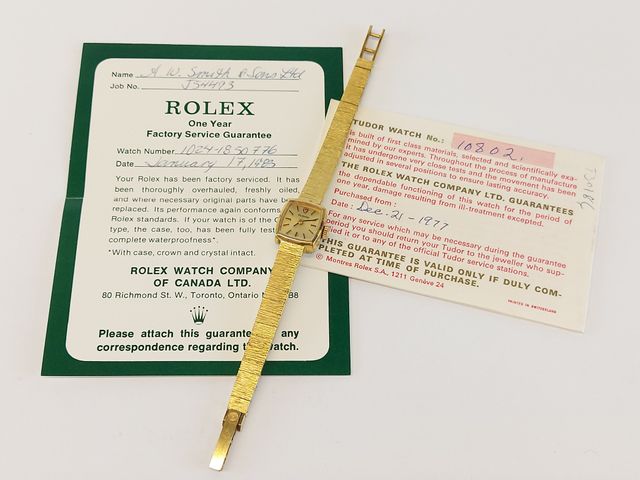 Name A W. Smith & Sons Ltd
Job No. J54493
ROLEX
One Year
Factory Service Guarantee
Watch Number 1024-1830776
Date January 17, 1983
Your Rolex has been factory serviced. It has
been thoroughly overhauled, freshly oiled,
and where necessary original parts have be
replaced. Its performance again conforms
Rolex standards. If your watch is of the
type, the case, too, has been fully test
complete waterproofness*.
*With case, crown and crystal intact.
ROLEX WATCH COMPANY
OF CANADA LTD.
80 Richmond St. W., Toronto, Ontario
Please attach this guarantee any
correspondence regarding watch.
TUDOR WATCH No.: 10802.
is built of first class materials, selected and scientifically exa-
mined by our experts. Throughout the process of manufacture
it has undergone very close tests and the movement has been
adjusted in several positions to ensure lasting accuracy.
THE ROLEX WATCH COMPANY LTD. GUARANTEES
the dependable functioning of this watch for the period of
one year, damage resulting from ill-treatment excepted.
Purchased from:
Date: Dec. 21 - 1977
For any service which may be necessary during the guarantee
period you should return your Tudor to the jeweller who sup-
plied it or to any of the official Tudor service stations.
THIS GUARANTEE IS VALID ONLY IF DULY COM-
PLETED AT TIME OF PURCHASE.
© Montres Rolex S.A., 1211 Genève 24
PRINTED IN SWITZERLAND